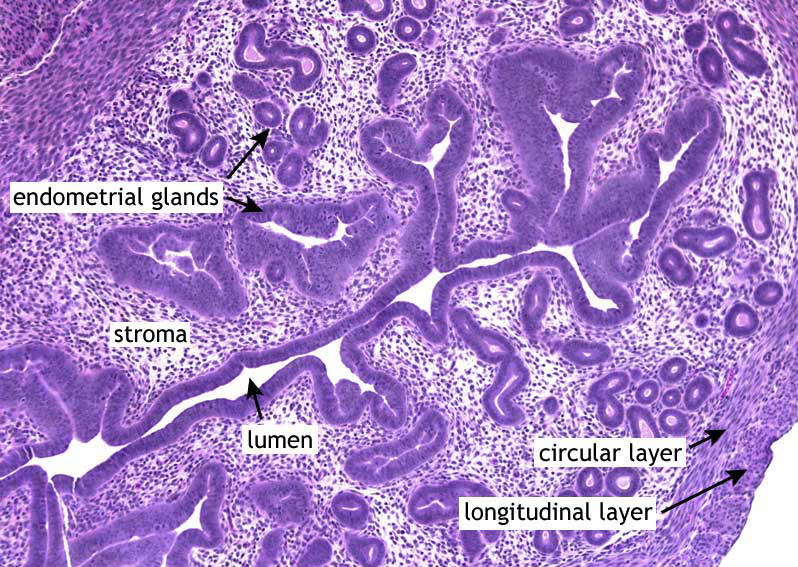 endometrial glands
stroma
lumen
circular layer
longitudinal layer